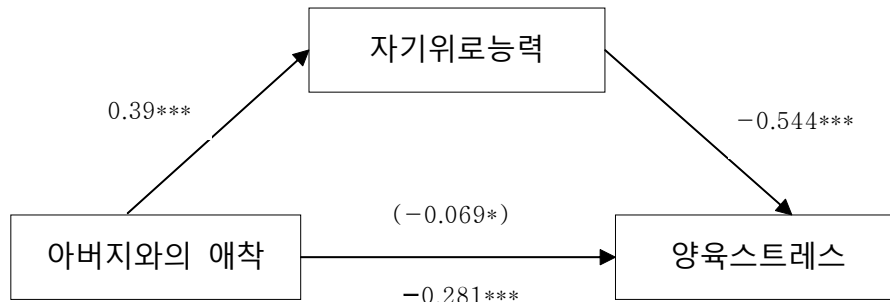 자기위로능력
0.39***
-0.544***
(-0.069*)
아버지와의 애착
양육스트레스
-0.281***